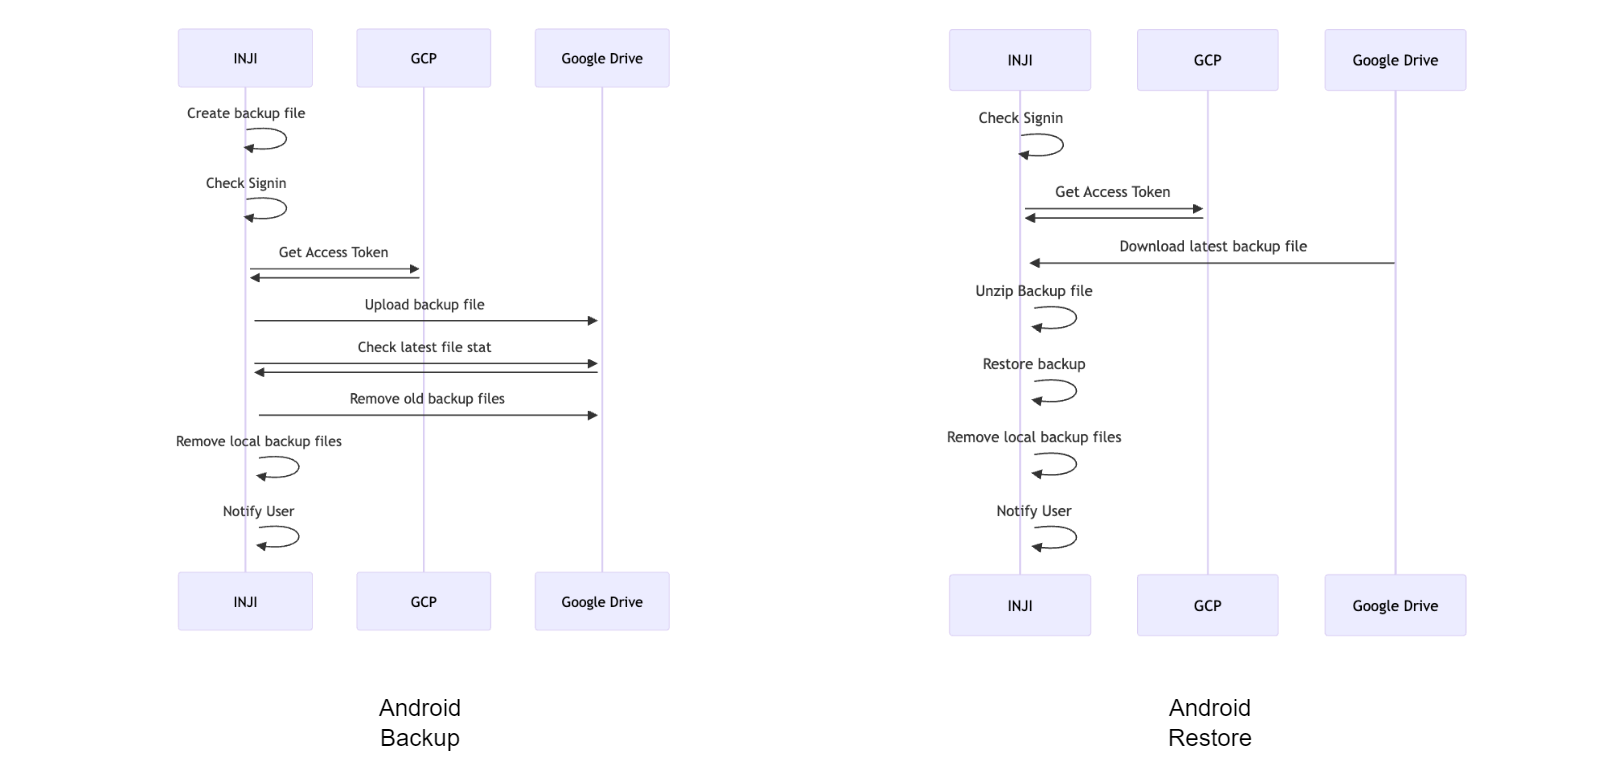 INJI
GCP
Google Drive
Create backup file
Check Signin
Get Access Token
Upload backup file
Check latest file stat
Remove old backup files
Remove local backup files
Notify User
INJI
GCP
Google Drive
Android
Backup
INJI
GCP
Google Drive
Check Signin
Get Access Token
Download latest backup file
Unzip Backup file
Restore backup
Remove local backup files
Notify User
INJI
GCP
Google Drive
Android
Restore